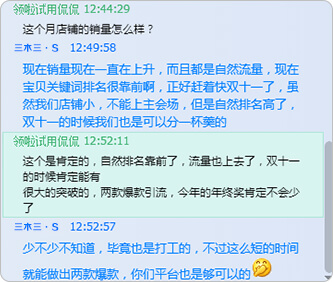 领啦试用侃侃 12:44:29
这个月店铺的销量怎么样？
三木三·S 12:49:58
现在销量现在一直在上升，而且都是自然流量，现在
宝贝关键词排名很靠前啊，正好赶着快双十一了，虽
然我们店铺小，不能上主会场，但是自然排名高了，
双十一的时候我们也是可以分一杯羹的
领啦试用侃侃 12:52:11
这个是肯定的，自然排名靠前了，流量也上去了，双十一
的时候肯定能有
很大的突破的，两款爆款引流，今年的年终奖肯定不会少
了
三木三·S 12:52:57
少不少不知道，毕竟也是打工的，不过这么短的时间
就能做出两款爆款，你们平台也是够可以的